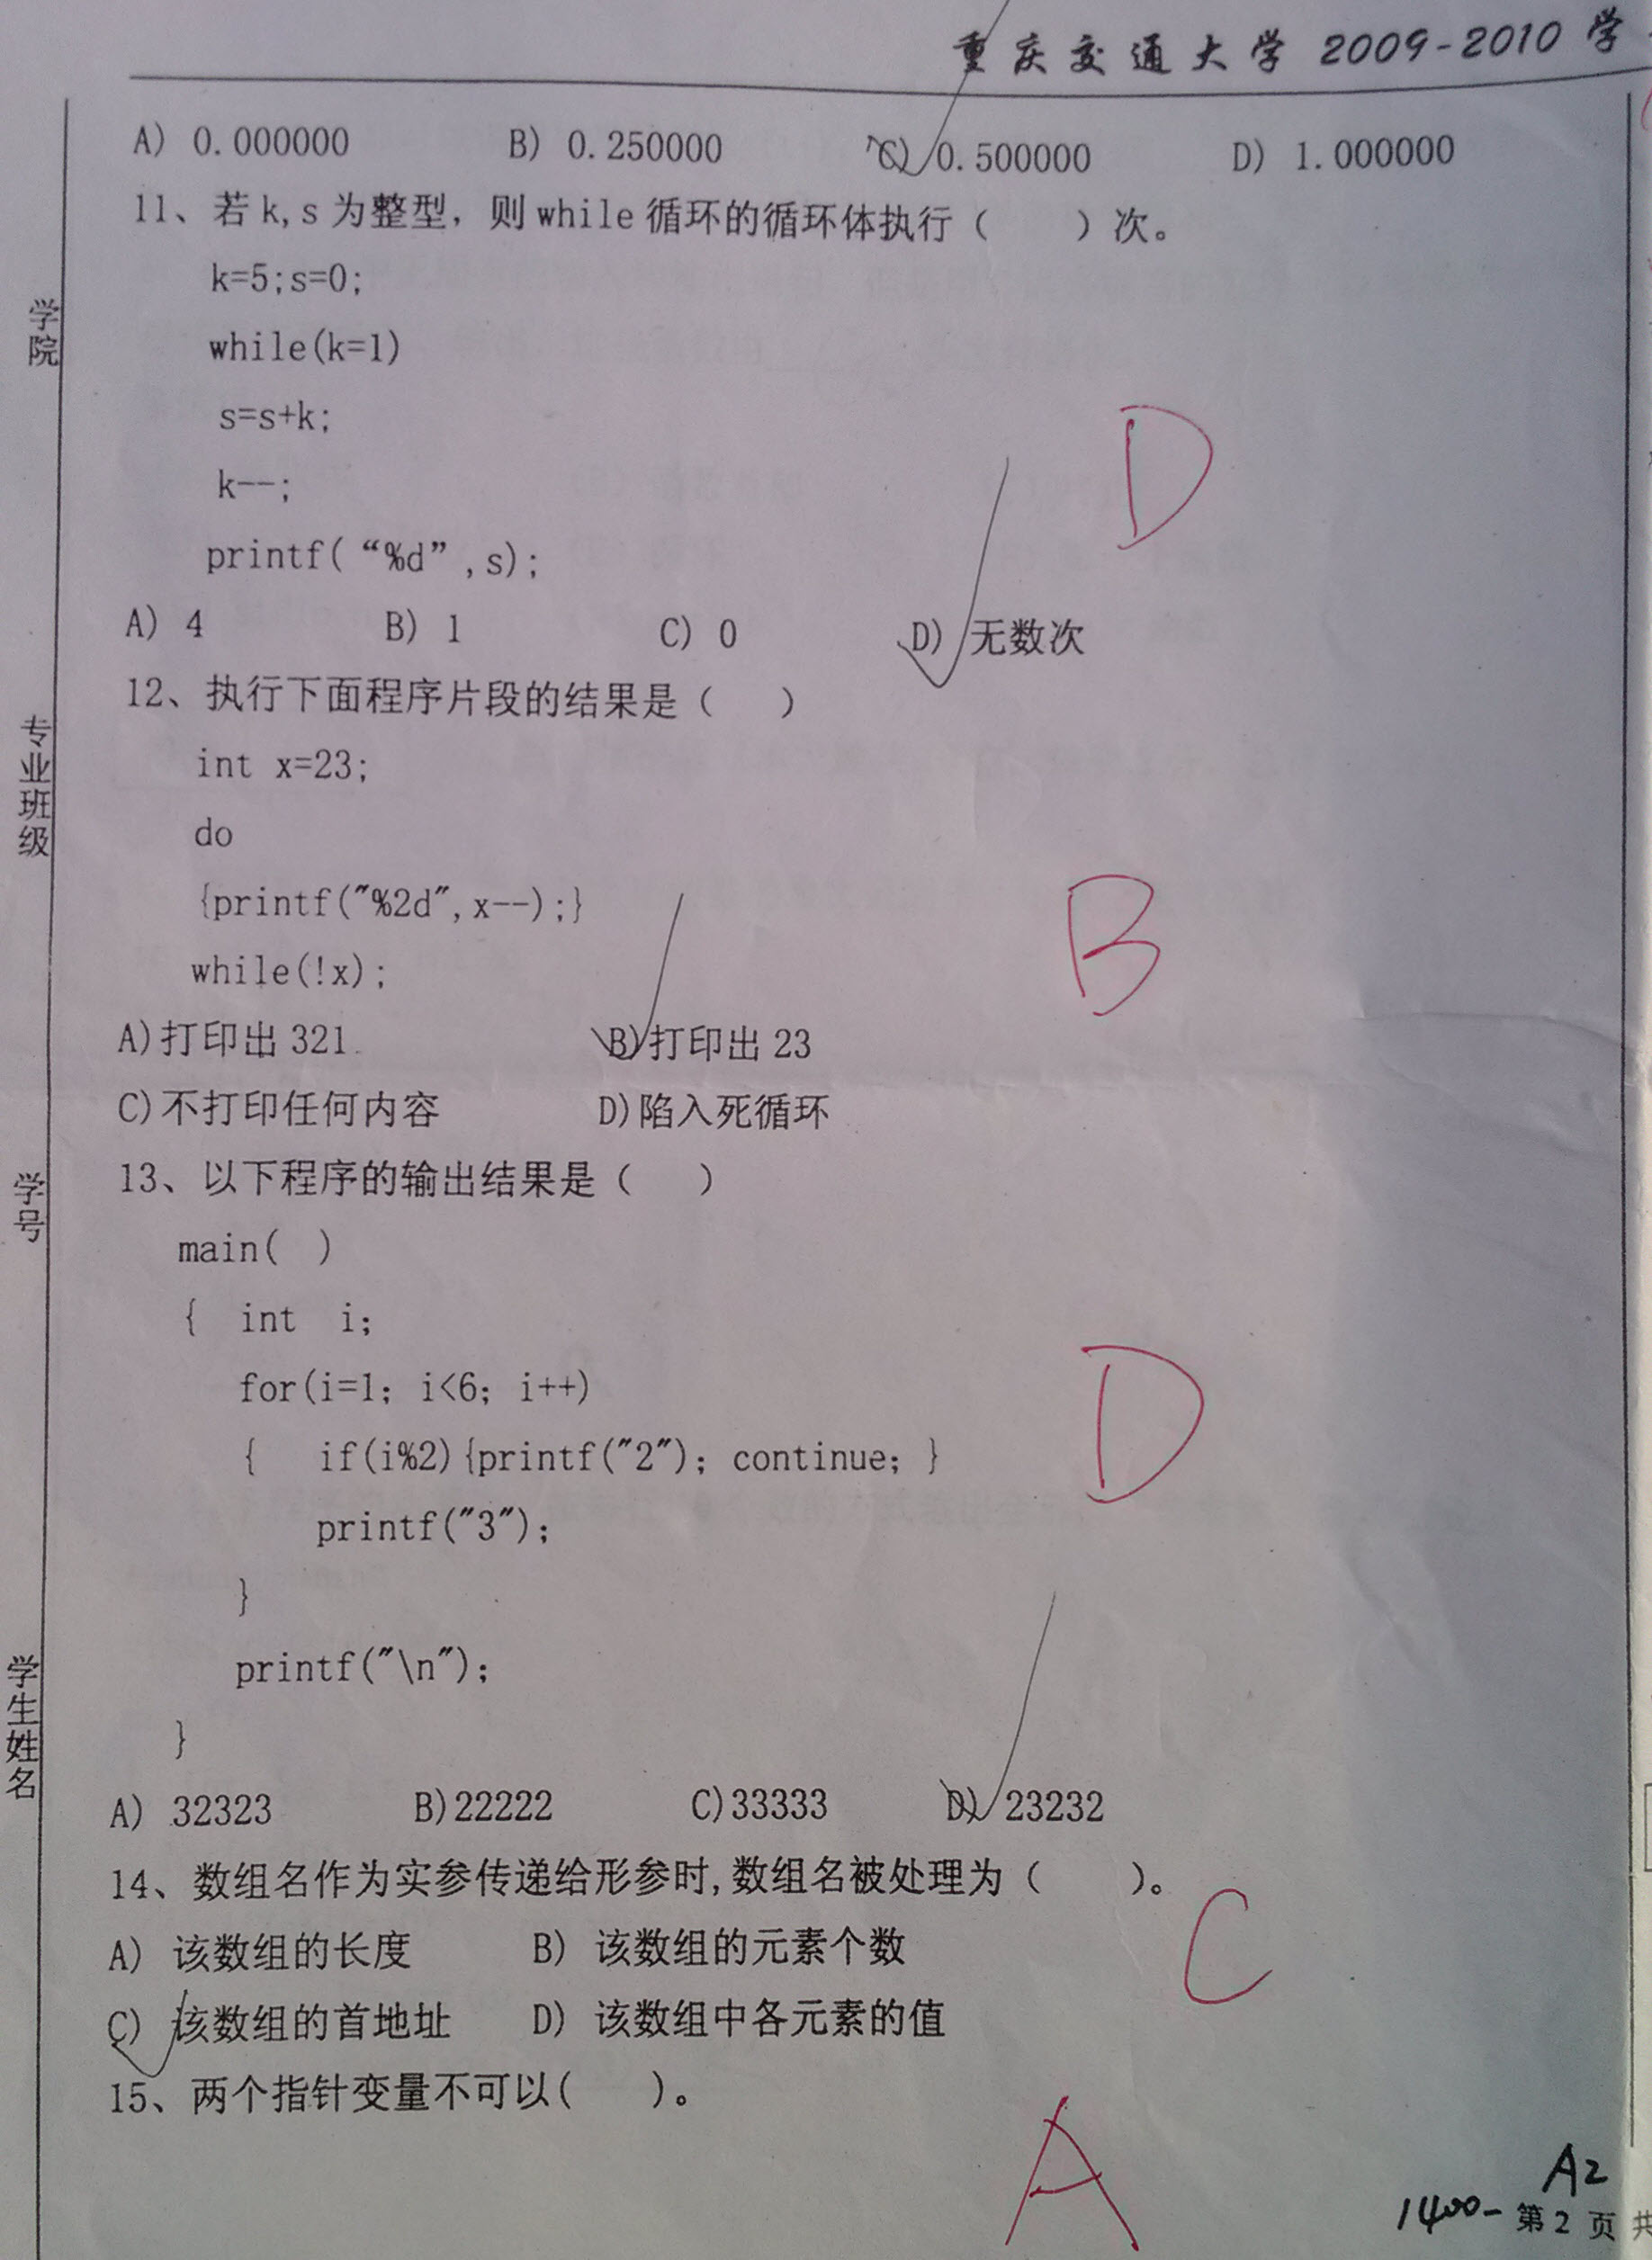 重庆交通大学 2009-2010 学
A) 0.000000 B) 0.250000 C) 0.500000 D) 1.000000
11、若 k,s 为整型，则 while 循环的循环体执行（ ）次。
k=5;s=0;
while(k=1)
s=s+k;
k--;
printf(“%d”,s);
D
A) 4 B) 1 C) 0 D) 无数次
12、执行下面程序片段的结果是（ ）
int x=23;
do
{printf("%2d",x--);}
B
while(!x);
A)打印出 321 B)打印出 23
C)不打印任何内容 D)陷入死循环
13、以下程序的输出结果是（ ）
main( )
{ int i;
for(i=1; i<6; i++)
D
{ if(i%2){printf("2"); continue; }
printf("3");
}
printf("\n");
}
A) 32323 B)22222 C)33333 D) 23232
14、数组名作为实参传递给形参时,数组名被处理为（ ）。
C
A) 该数组的长度 B) 该数组的元素个数
C) 该数组的首地址 D) 该数组中各元素的值
15、两个指针变量不可以( )。
A
A2
1400- 第 2 页 共
学院
专业班级
学号
学生姓名